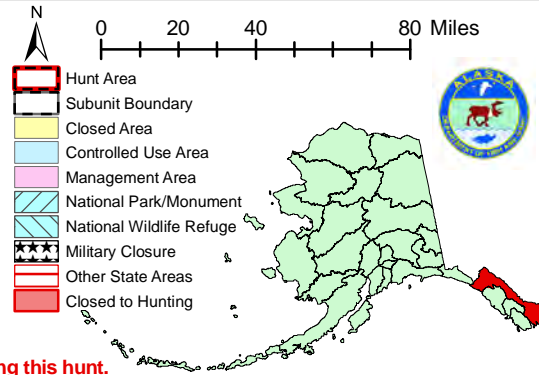 N
0 20 40 80 Miles
Hunt Area
Subunit Boundary
Closed Area
Controlled Use Area
Management Area
National Park/Monument
National Wildlife Refuge
Military Closure
Other State Areas
Closed to Hunting
ALASKA
ng this hunt.